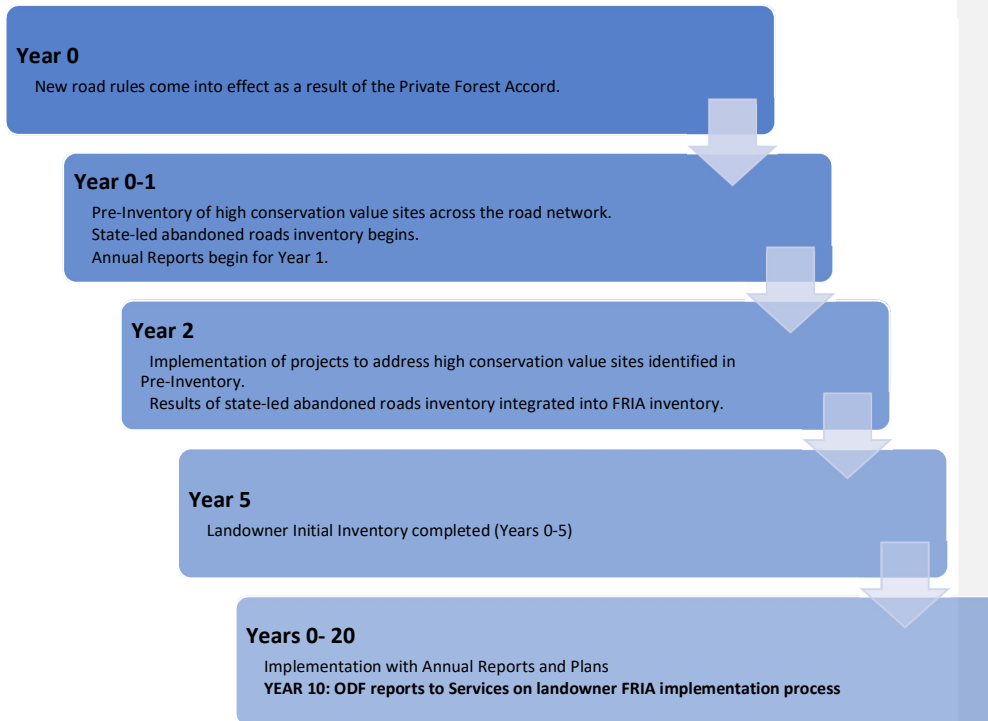 Year 0
New road rules come into effect as a result of the Private Forest Accord.
Year 0-1
Pre-Inventory of high conservation value sites across the road network.
State-led abandoned roads inventory begins.
Annual Reports begin for Year 1.
Year 2
Implementation of projects to address high conservation value sites identified in
Pre-Inventory.
Results of state-led abandoned roads inventory integrated into FRIA inventory.
Year 5
Landowner Initial Inventory completed (Years 0-5)
Years 0- 20
Implementation with Annual Reports and Plans
YEAR 10: ODF reports to Services on landowner FRIA implementation process